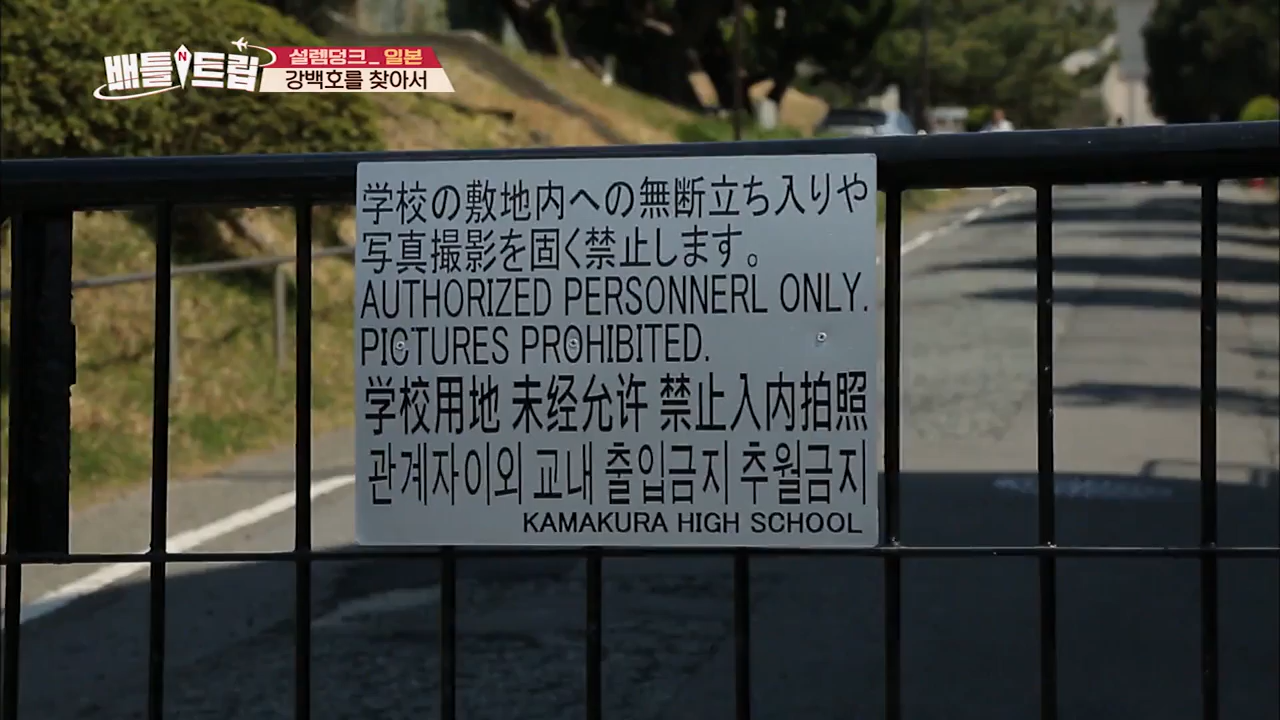 배틀트립
설렘덩크_ 일본
강백호를 찾아서
学校の敷地内への無断立ち入りや
写真撮影を固く禁止します。
AUTHORIZED PERSONNERL ONLY.
PICTURES PROHIBITED.
学校用地 未经允许 禁止入内拍照
관계자이외 교내 출입금지 추월금지
KAMAKURA HIGH SCHOOL